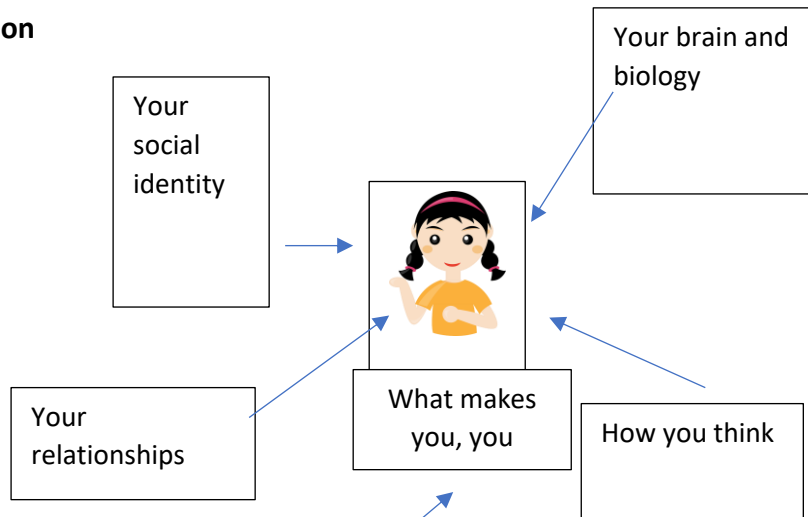 on
Your brain and
biology
Your
social
identity
What makes
you, you
Your
relationships
How you think